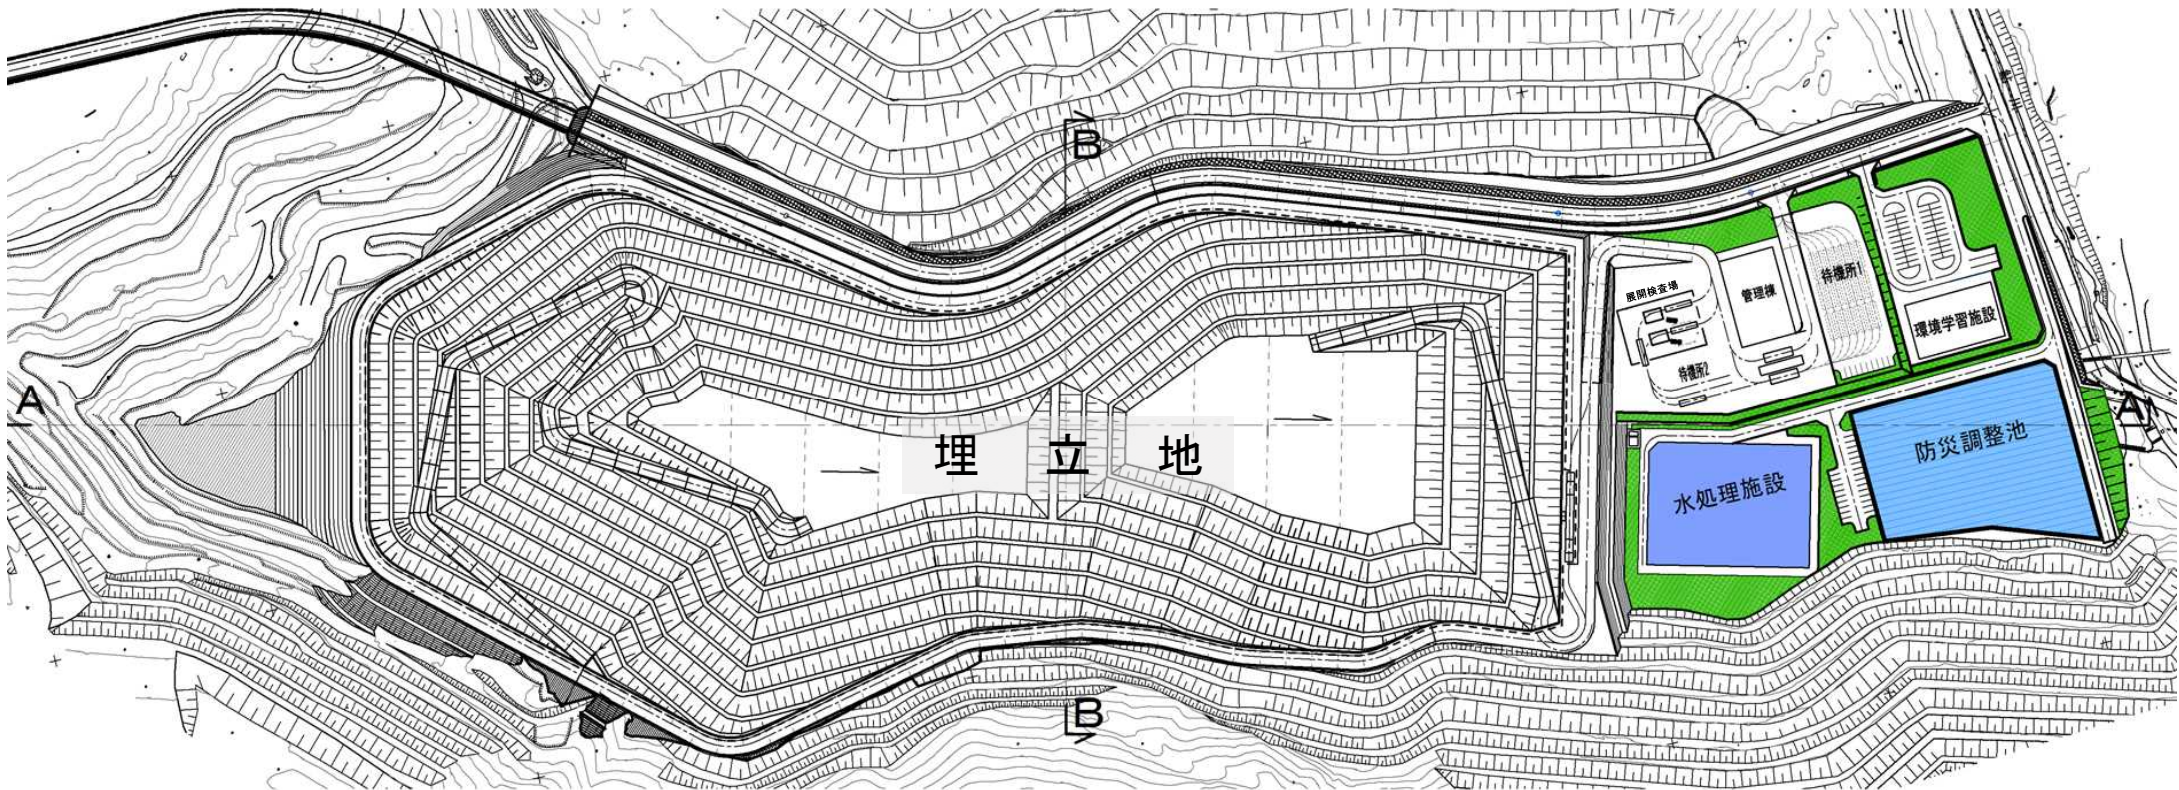 B
待機所1
展開検査場
管理棟
環境学習施設
待機所2
A
A
埋立地
防災調整池
水処理施設
B